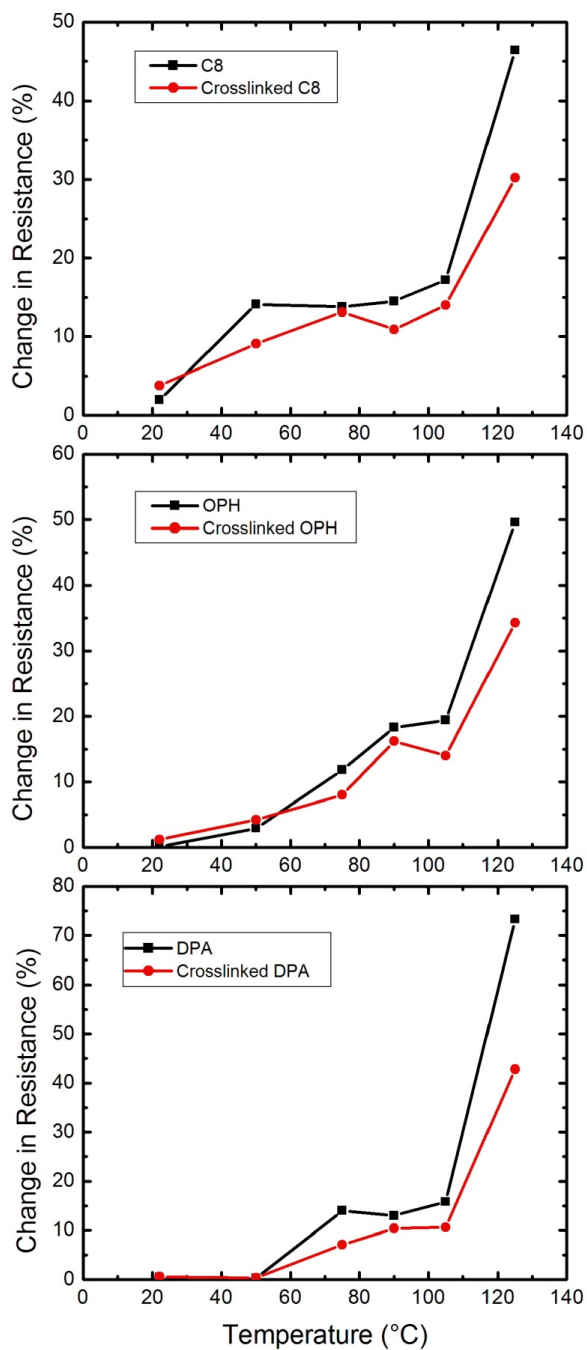 50
40
30
20
10
0
Change in Resistance (%)
C8
Crosslinked C8
0 20 40 60 80 100 120 140
60
50
40
30
20
10
0
Change in Resistance (%)
OPH
Crosslinked OPH
0 20 40 60 80 100 120 140
80
70
60
50
40
30
20
10
0
Change in Resistance (%)
DPA
Crosslinked DPA
0 20 40 60 80 100 120 140
Temperature (°C)